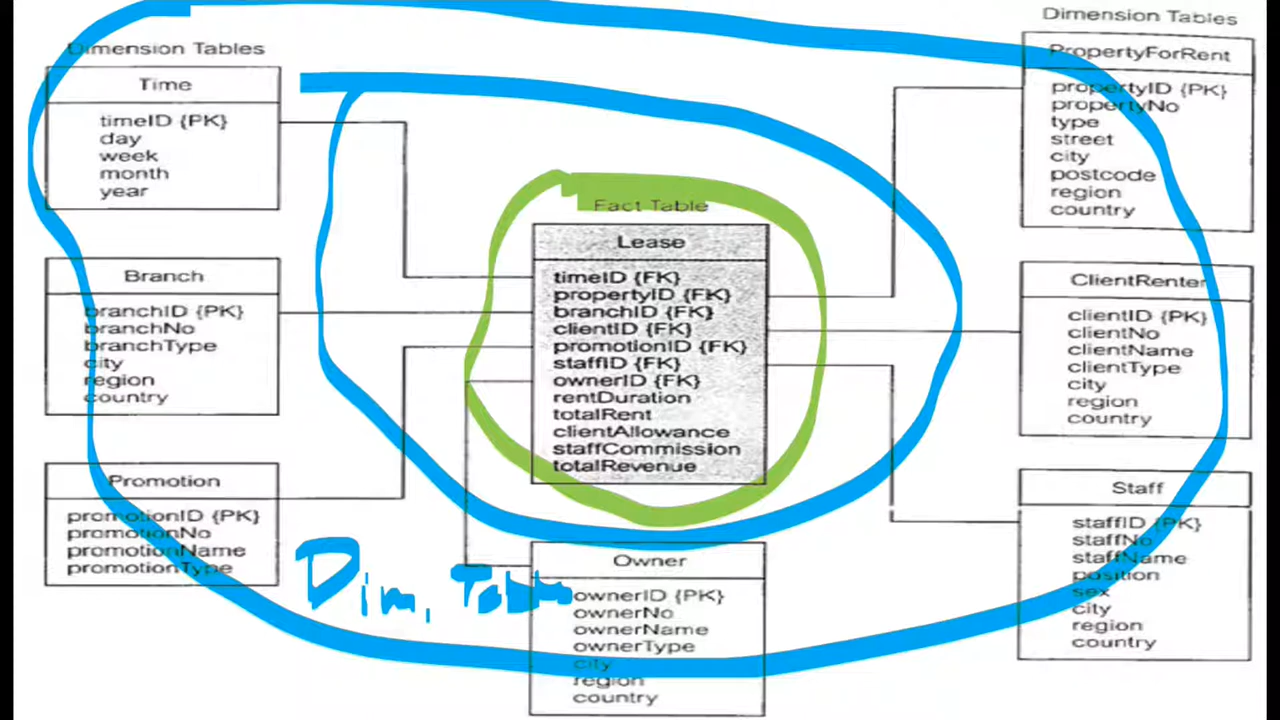 Dimension Tables
Time
timeID {PK}
day
week
month
year
Branch
branchID {PK}
branchNo
branchType
city
region
country
Promotion
promotionID {PK}
promotionNo
promotionName
promotionType
Fact Table
Lease
timeID {FK}
propertyID {FK}
branchID {FK}
clientID {FK}
promotionID {FK}
staffID {FK}
ownerID {FK}
rentDuration
totalRent
clientAllowance
staffCommission
totalRevenue
Dim, Table
Owner
ownerID {PK}
ownerNo
ownerName
ownerType
city
region
country
Dimension Tables
PropertyForRent
propertyID {PK}
propertyNo
type
street
city
postcode
region
country
ClientRenter
clientID {PK}
clientNo
clientName
clientType
city
region
country
Staff
staffID {PK}
staffNo
staffName
position
sex
city
region
country